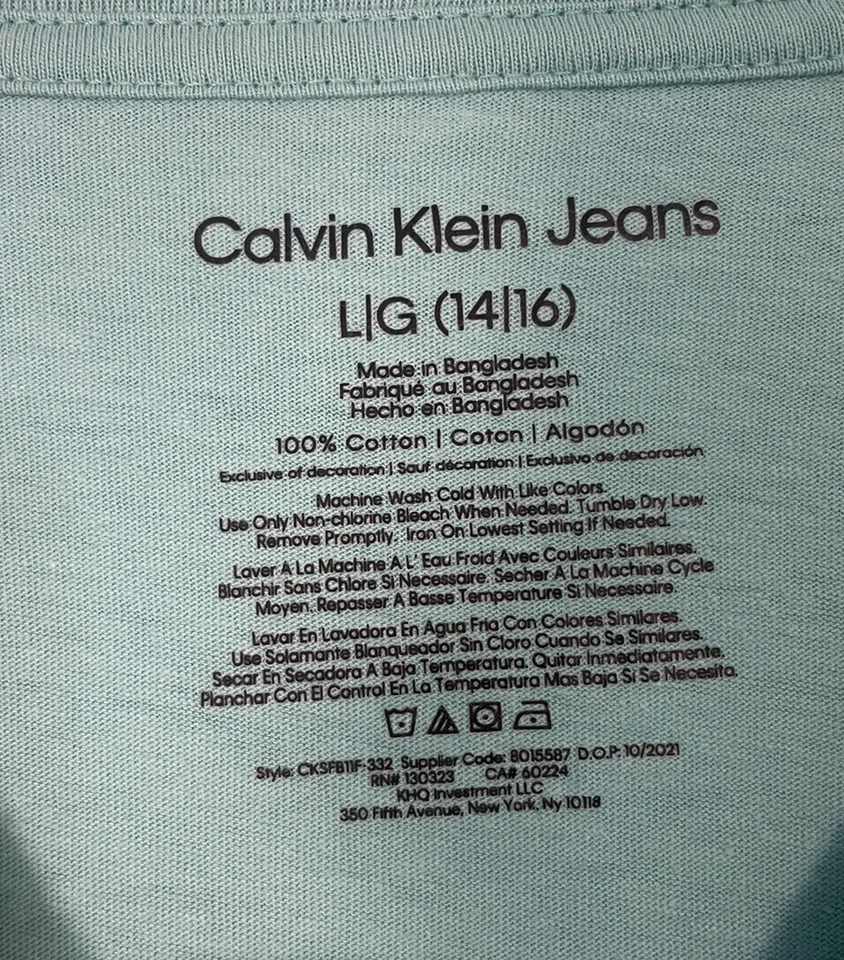 Calvin Klein Jeans
L|G (14|16)
Made in Bangladesh
Fabriqué au Bangladesh
Hecho en Bangladesh
100% Cotton | Coton | Algodón
Exclusive of decoration | Sauf décoration | Exclusivo de decoración
Machine Wash Cold With Like Colors.
Use Only Non-chlorine Bleach When Needed. Tumble Dry Low.
Remove Promptly. Iron On Lowest Setting If Needed.
Laver A La Machine A L' Eau Froid Avec Couleurs Similaires.
Blanchir Sans Chlore Si Necessaire. Secher A La Machine Cycle
Moyen. Repasser A Basse Temperature Si Necessaire.
Lavar En Lavadora En Agua Fria Con Colores Similares.
Use Solamante Blanqueador Sin Cloro Cuando Se Similares.
Secar En Secadora A Baja Temperatura. Quitar Inmediatamente.
Planchar Con El Control En La Temperatura Mas Baja Si Se Necesita.
Style: CKSFB11F-332 Supplier Code: 8015587 D.O.P: 10/2021
RN# 130323 CA# 60224
KHQ Investment LLC
350 Fifth Avenue, New York, Ny 10118